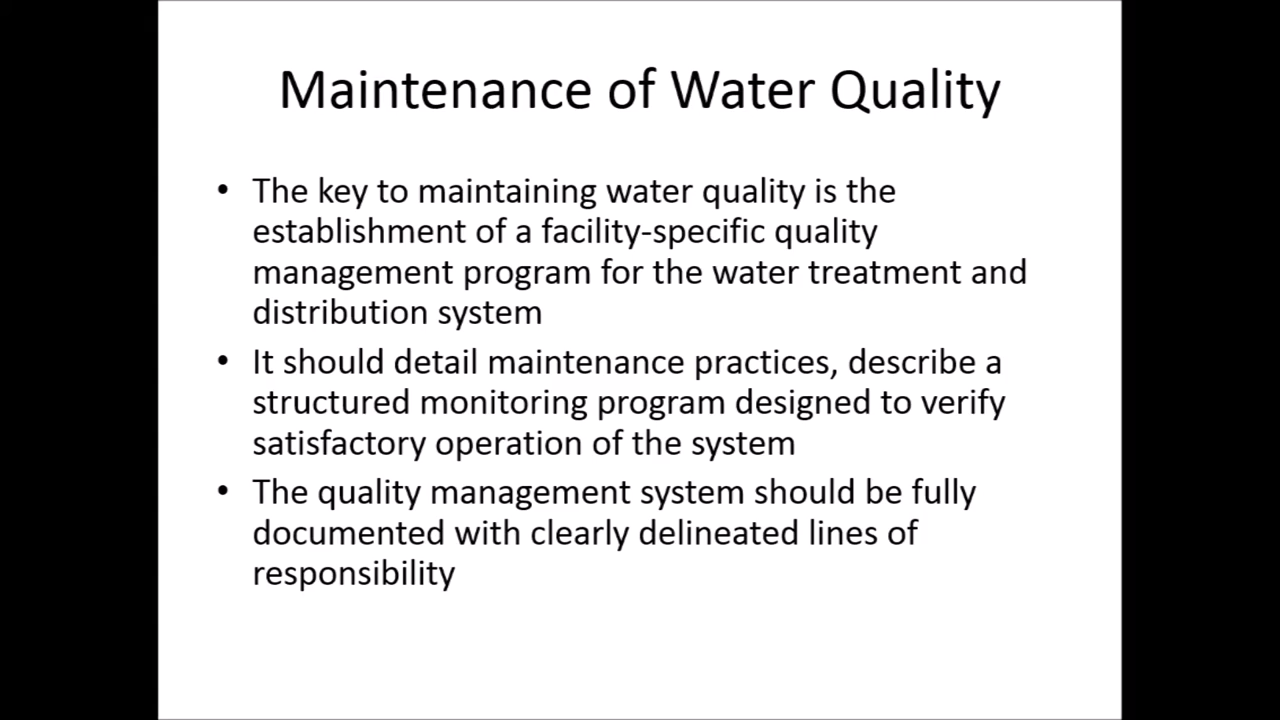 Maintenance of Water Quality
• The key to maintaining water quality is the
establishment of a facility-specific quality
management program for the water treatment and
distribution system
• It should detail maintenance practices, describe a
structured monitoring program designed to verify
satisfactory operation of the system
• The quality management system should be fully
documented with clearly delineated lines of
responsibility